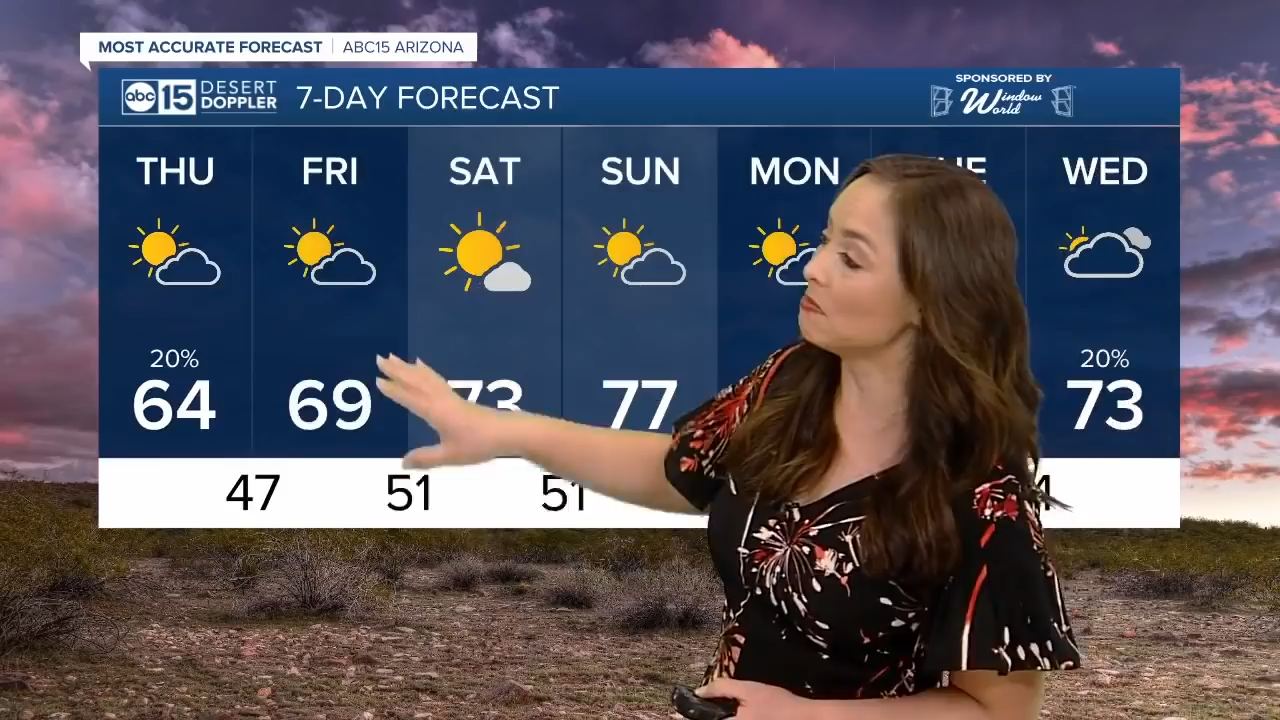 MOST ACCURATE FORECAST | ABC15 ARIZONA
abc 15 DESERT DOPPLER 7-DAY FORECAST
SPONSORED BY
Window World
THU FRI SAT SUN MON WED
20% 20%
64 69 73 77 73
47 51 51